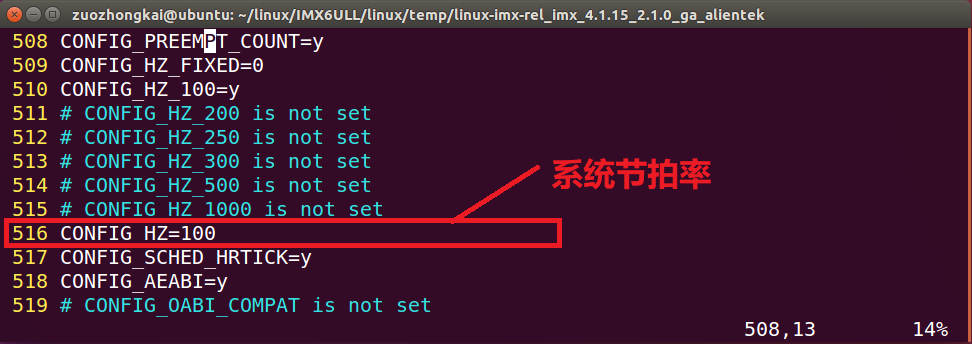 zuozhongkai@ubuntu: ~/linux/IMX6ULL/linux/temp/linux-imx-rel_imx_4.1.15_2.1.0_ga_alientek
508 CONFIG_PREEMPT_COUNT=y
509 CONFIG_HZ_FIXED=0
510 CONFIG_HZ_100=y
511 # CONFIG_HZ_200 is not set
512 # CONFIG_HZ_250 is not set
513 # CONFIG_HZ_300 is not set
514 # CONFIG_HZ_500 is not set
系统节拍率
515 # CONFIG_HZ_1000 is not set
516 CONFIG_HZ=100
517 CONFIG_SCHED_HRTICK=y
518 CONFIG_AEABI=y
519 # CONFIG_OABI_COMPAT is not set
508,13 14%